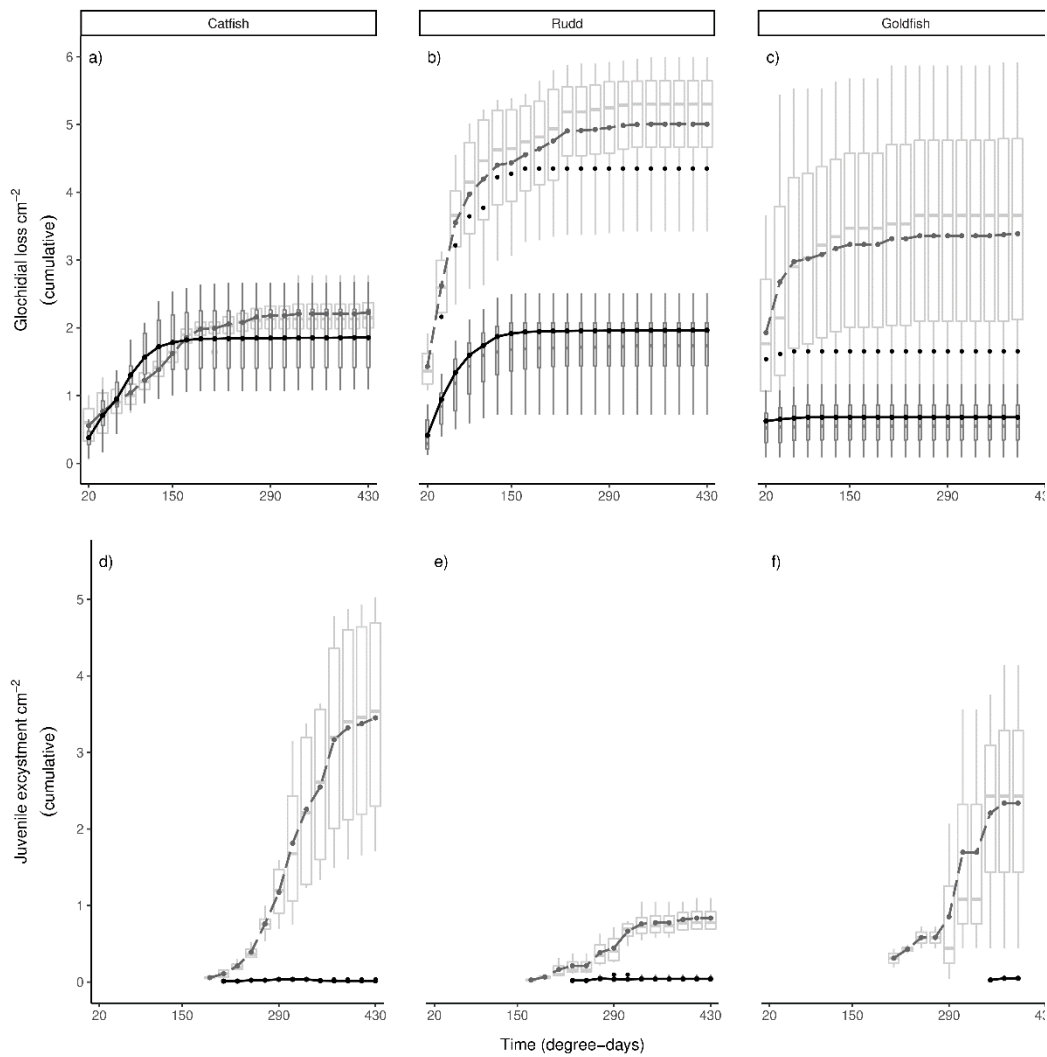 Catfish Rudd Goldfish
a) b) c)
Glochidial loss cm−2
(cumulative)
6
5
4
3
2
1
0
20 150 290 430 20 150 290 430 20 150 290 43
d) e) f)
Juvenile excystment cm−2
(cumulative)
5
4
3
2
1
0
20 150 290 430 20 150 290 430 20 150 290 43
Time (degree−days)